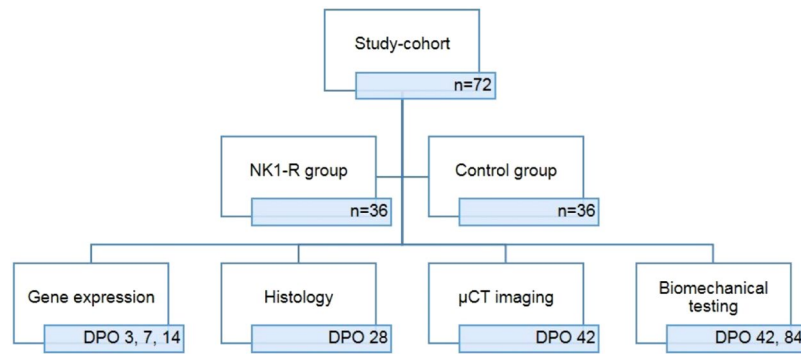 Study-cohort
n=72
NK1-R group
n=36
Control group
n=36
Gene expression
DPO 3, 7, 14
Histology
DPO 28
µCT imaging
DPO 42
Biomechanical
testing
DPO 42, 84